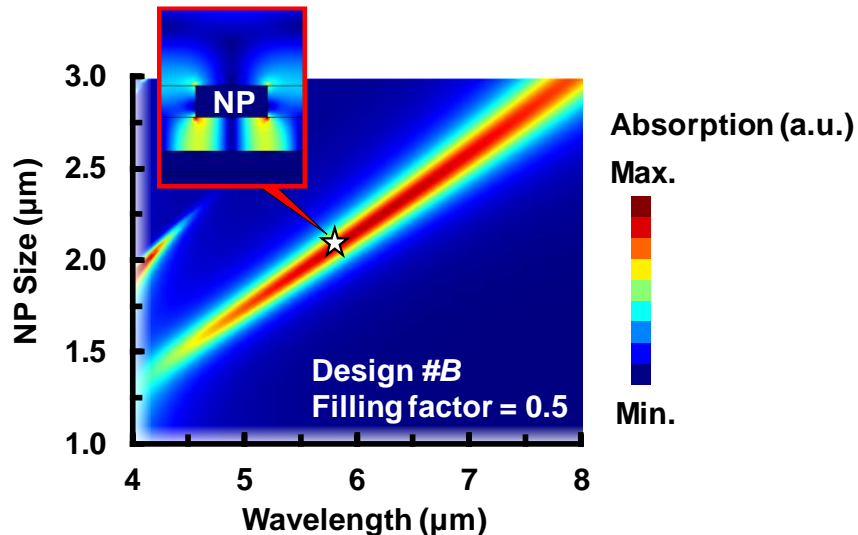 NP
3.0
2.5
2.0
1.5
1.0
NP Size (μm)
4
5
6
7
8
Wavelength (μm)
Design #B
Filling factor = 0.5
Absorption (a.u.)
Max.
Min.